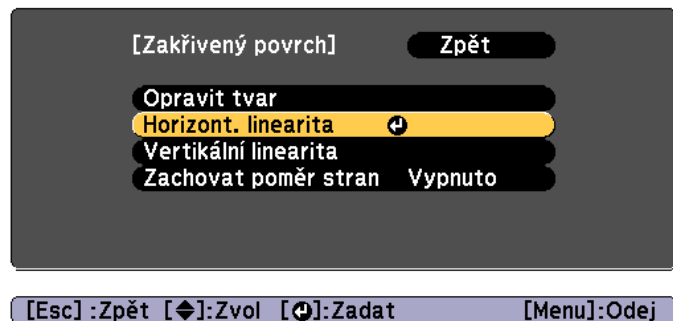 [Zakřivený povrch] Zpět
Opravit tvar
Horizont. linearita
Vertikální linearita
Zachovat poměr stran Vypnuto
[Esc] :Zpět []:Zvol []:Zadat [Menu]:Odej